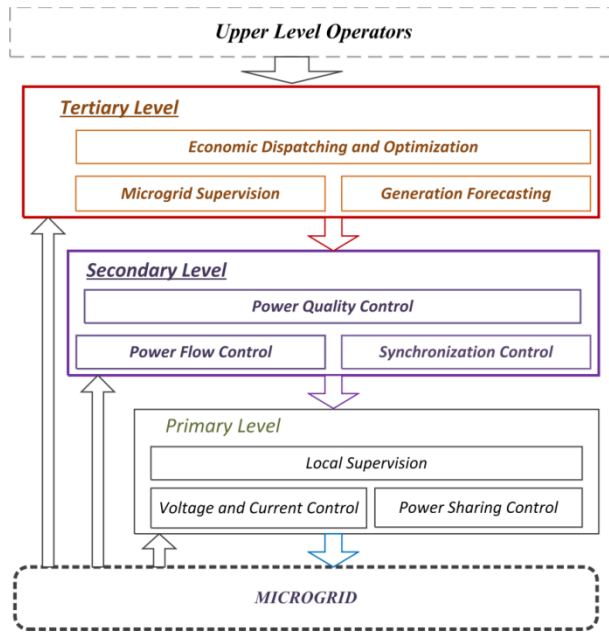 Upper Level Operators
Tertiary Level
Economic Dispatching and Optimization
Microgrid Supervision
Generation Forecasting
Secondary Level
Power Quality Control
Power Flow Control
Synchronization Control
Primary Level
Local Supervision
Voltage and Current Control
Power Sharing Control
MICROGRID